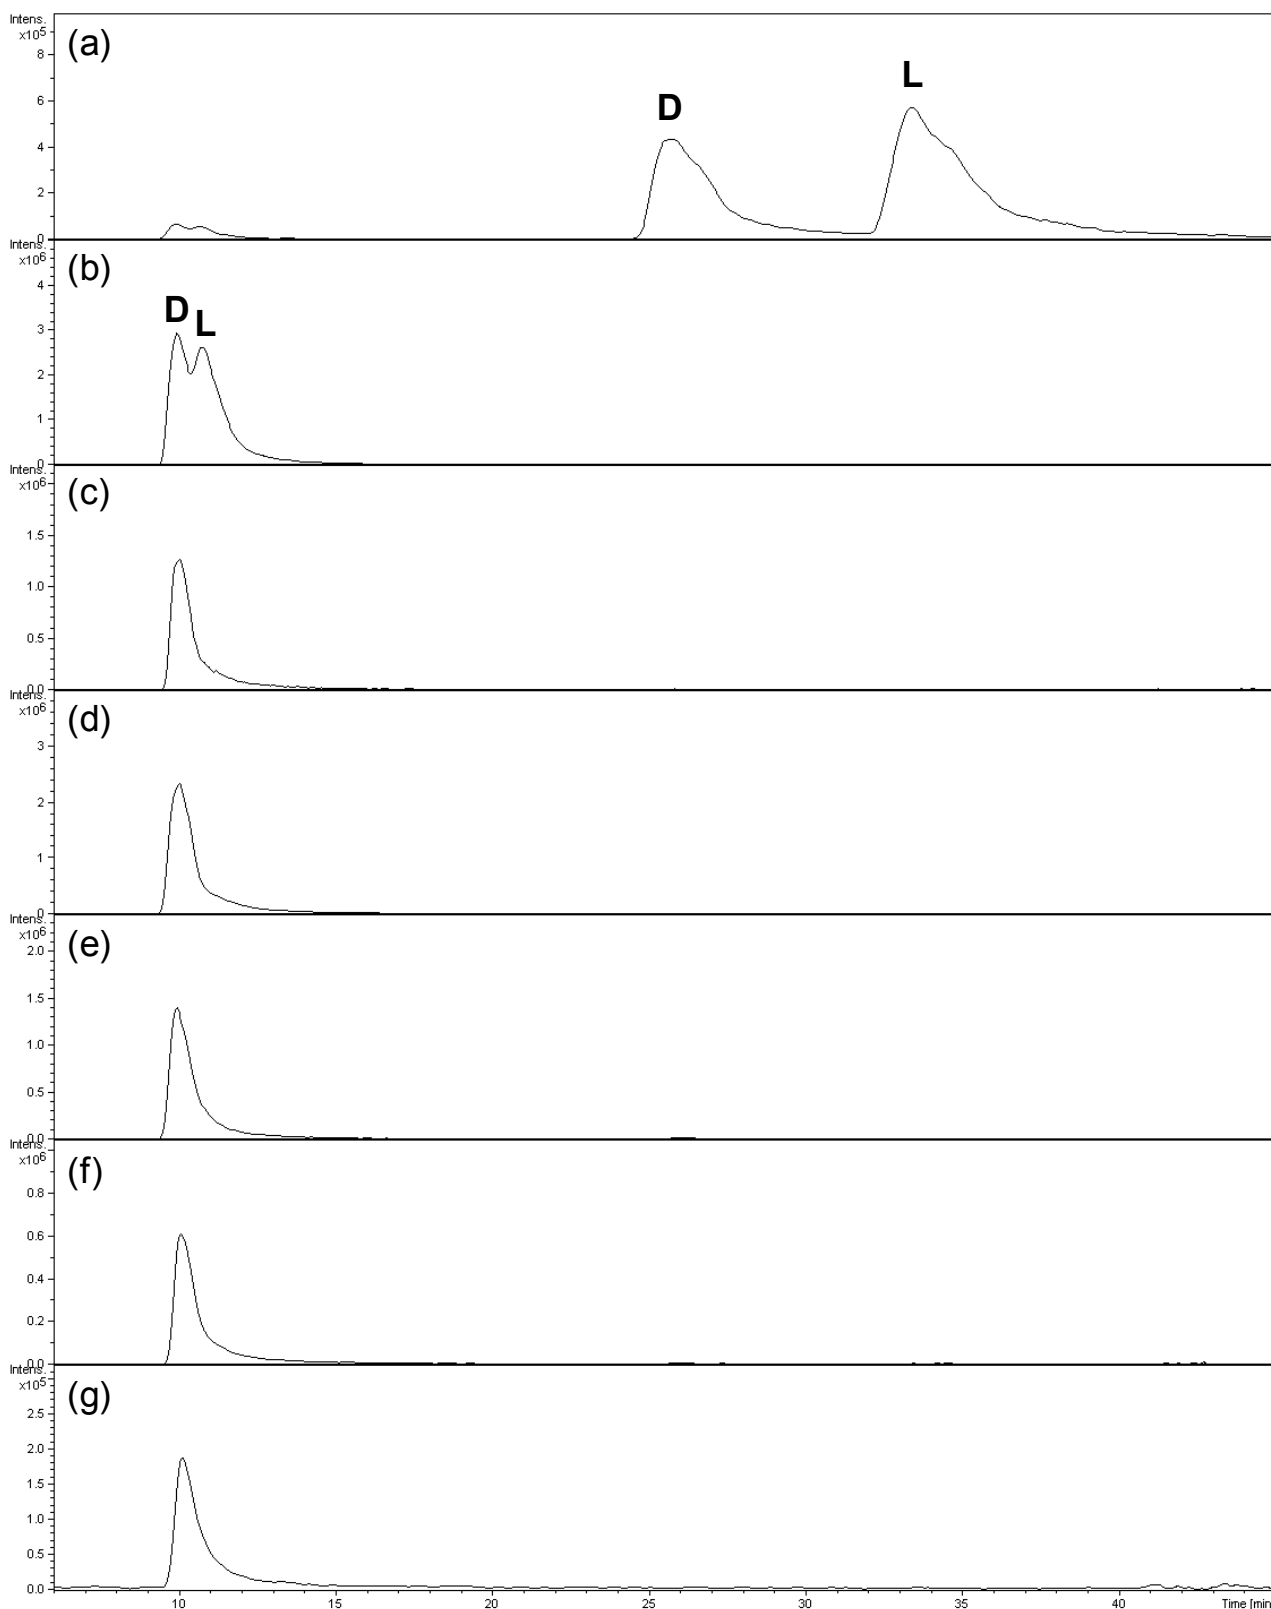 Intens.
x10^5
(a)
8
6
4
2
0
D
L
Intens.
x10^6
(b)
4
3
2
1
0
D
L
Intens.
x10^6
(c)
1.5
1.0
0.5
0.0
Intens.
x10^6
(d)
3
2
1
0
Intens.
x10^6
(e)
2.0
1.5
1.0
0.5
0.0
Intens.
x10^6
(f)
0.8
0.6
0.4
0.2
0.0
Intens.
x10^5
(g)
2.5
2.0
1.5
1.0
0.5
0.0
10 15 20 25 30 35 40 Time [min